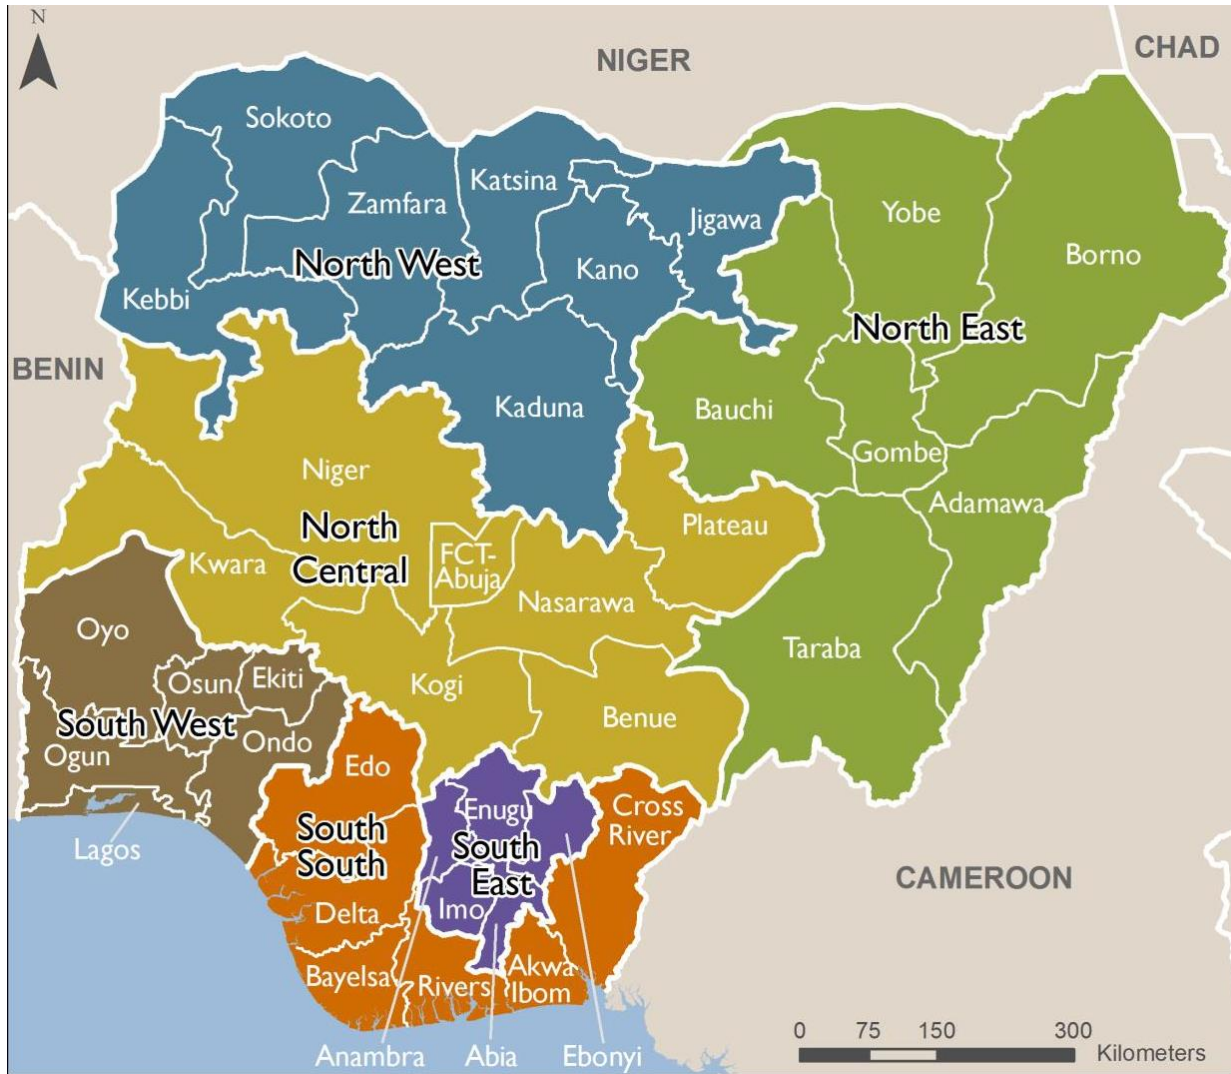 N
NIGER
CHAD
Sokoto
Katsina
Zamfara
Jigawa
Yobe
Kano
Borno
North West
Kebbi
North East
BENIN
Kaduna
Bauchi
Gombe
Niger
Adamawa
Plateau
North
Central
FCT-
Abuja
Kwara
Nasarawa
Oyo
Taraba
Osun
Ekiti
Kogi
Benue
South West
Ogun
Ondo
Edo
Enugu
Cross
River
South
South
South
East
Lagos
CAMEROON
Imo
Delta
Bayelsa
Rivers
Akwa
Ibom
Anambra
Abia
Ebonyi
0 75 150 300
Kilometers